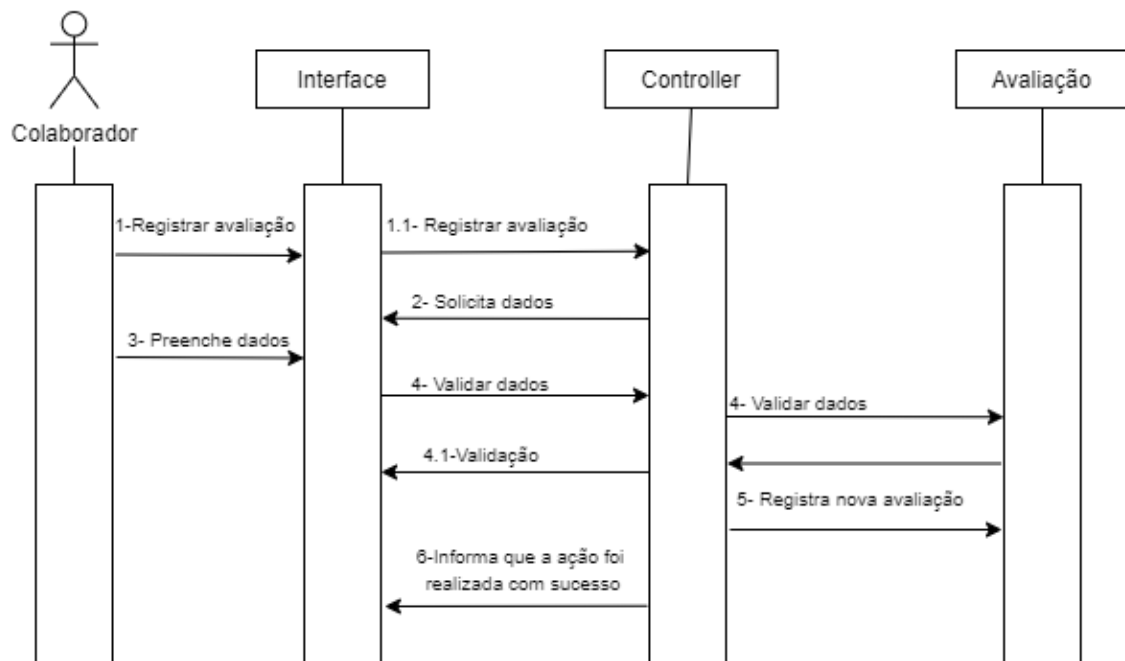 Interface
Controller
Avaliação
Colaborador
1-Registrar avaliação
1.1- Registrar avaliação
2- Solicita dados
3- Preenche dados
4- Validar dados
4- Validar dados
4.1-Validação
5- Registra nova avaliação
6-Informa que a ação foi
realizada com sucesso